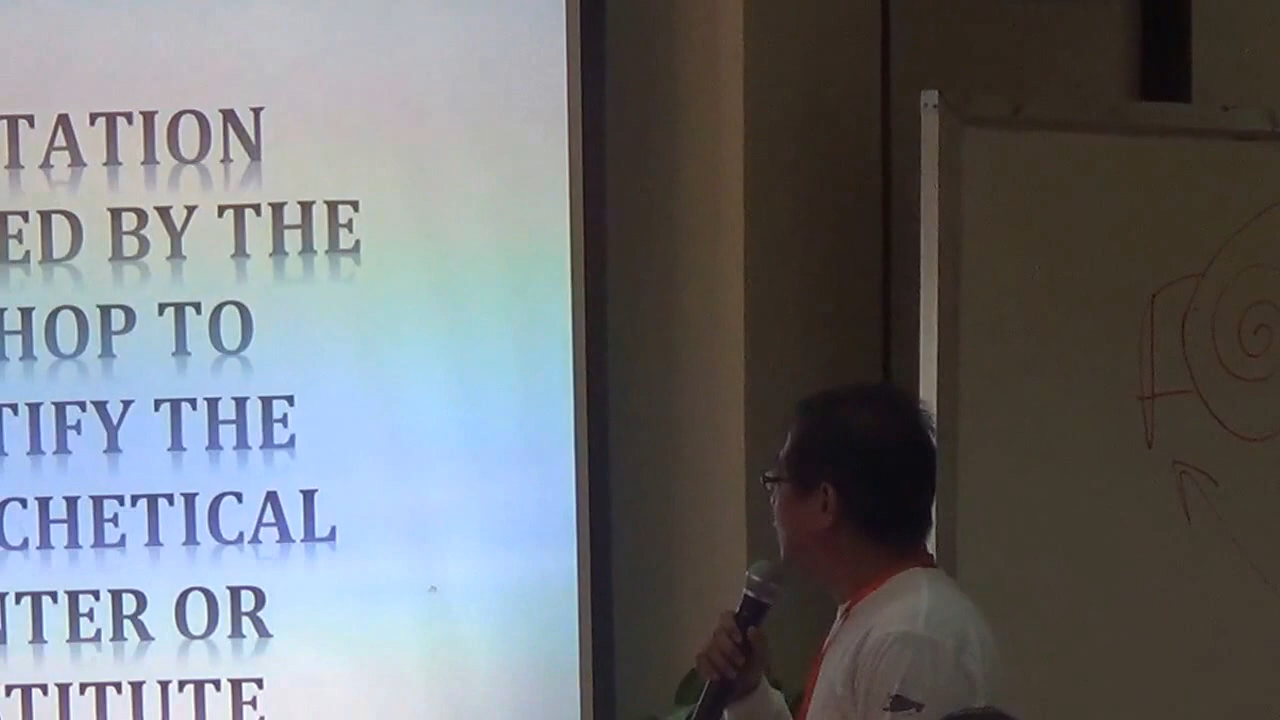 TATION
ED BY THE
HOP TO
TIFY THE
CHETICAL
NTER OR
TITUTE